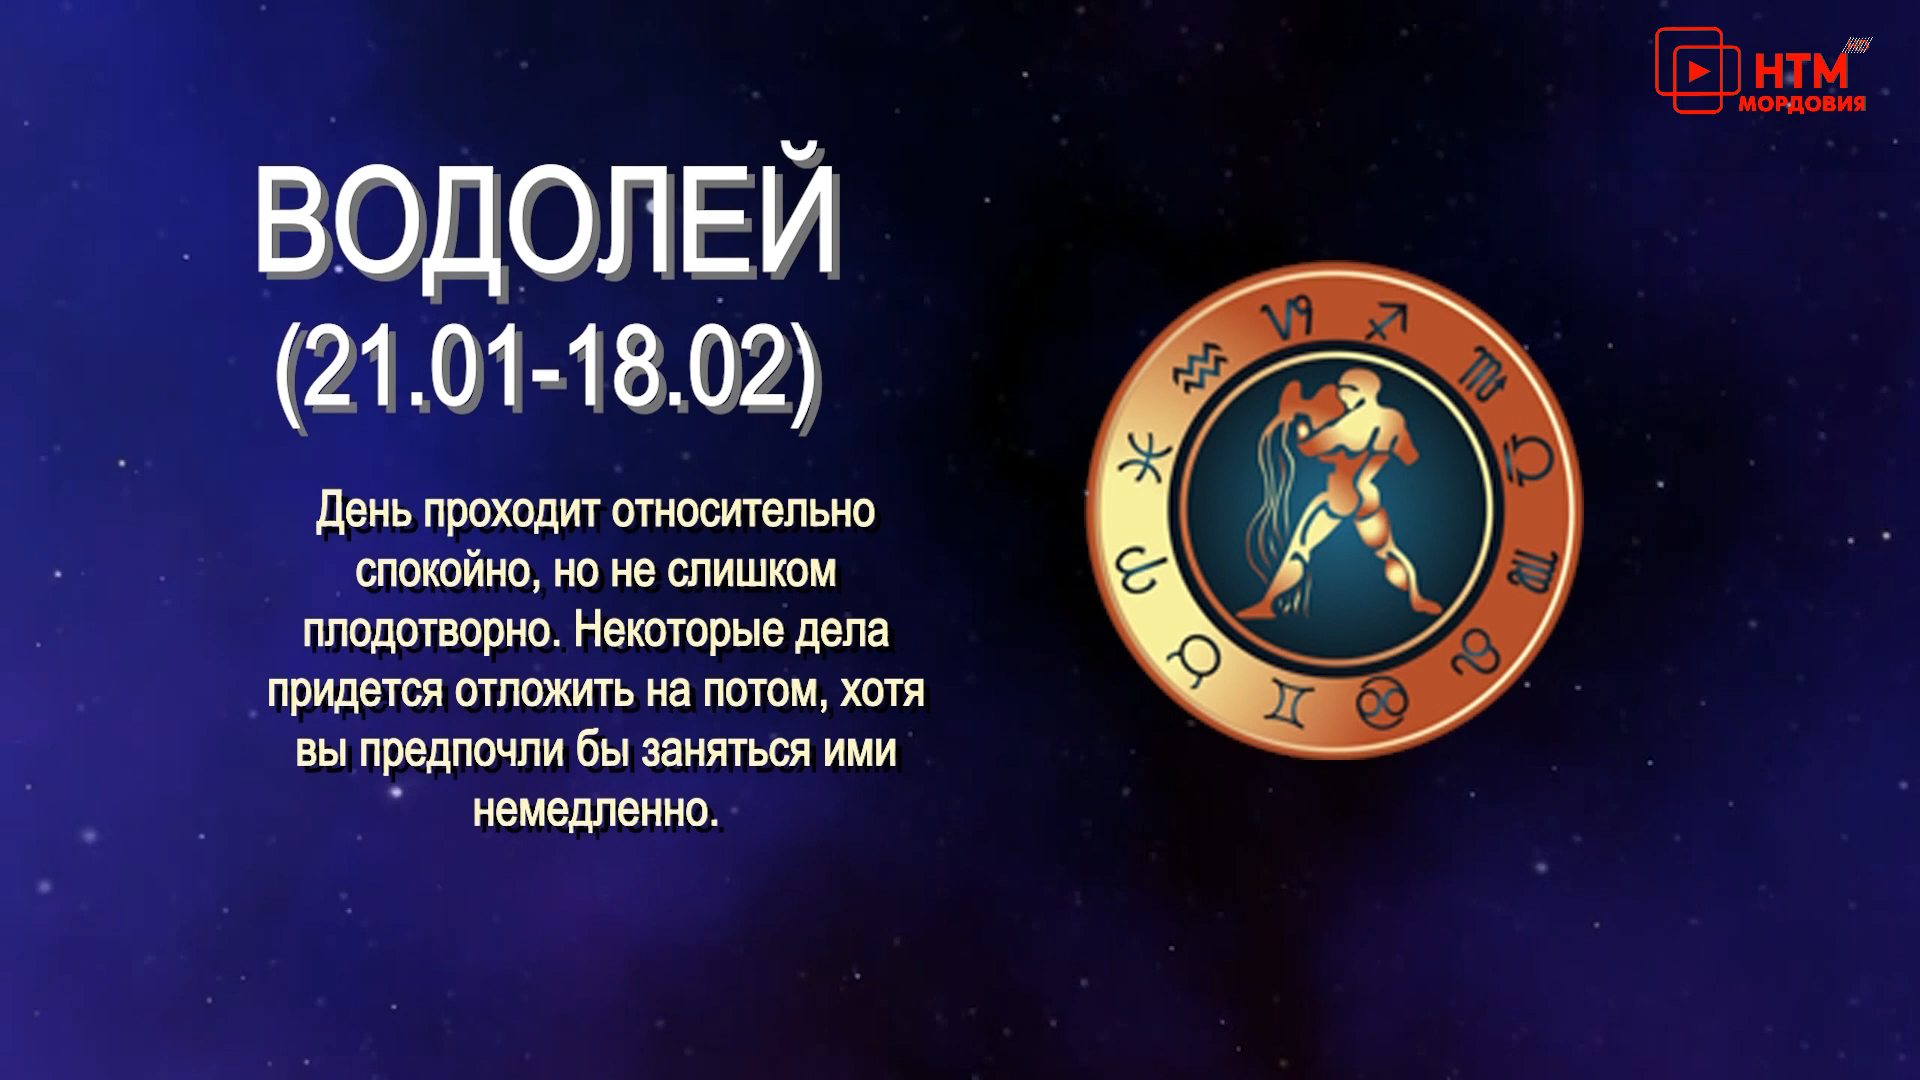 НТМ
HD
МОРДОВИЯ
ВОДОЛЕЙ
(21.01-18.02)
День проходит относительно
спокойно, но не слишком
плодотворно. Некоторые дела
придется отложить на потом, хотя
вы предпочли бы заняться ими
немедленно.